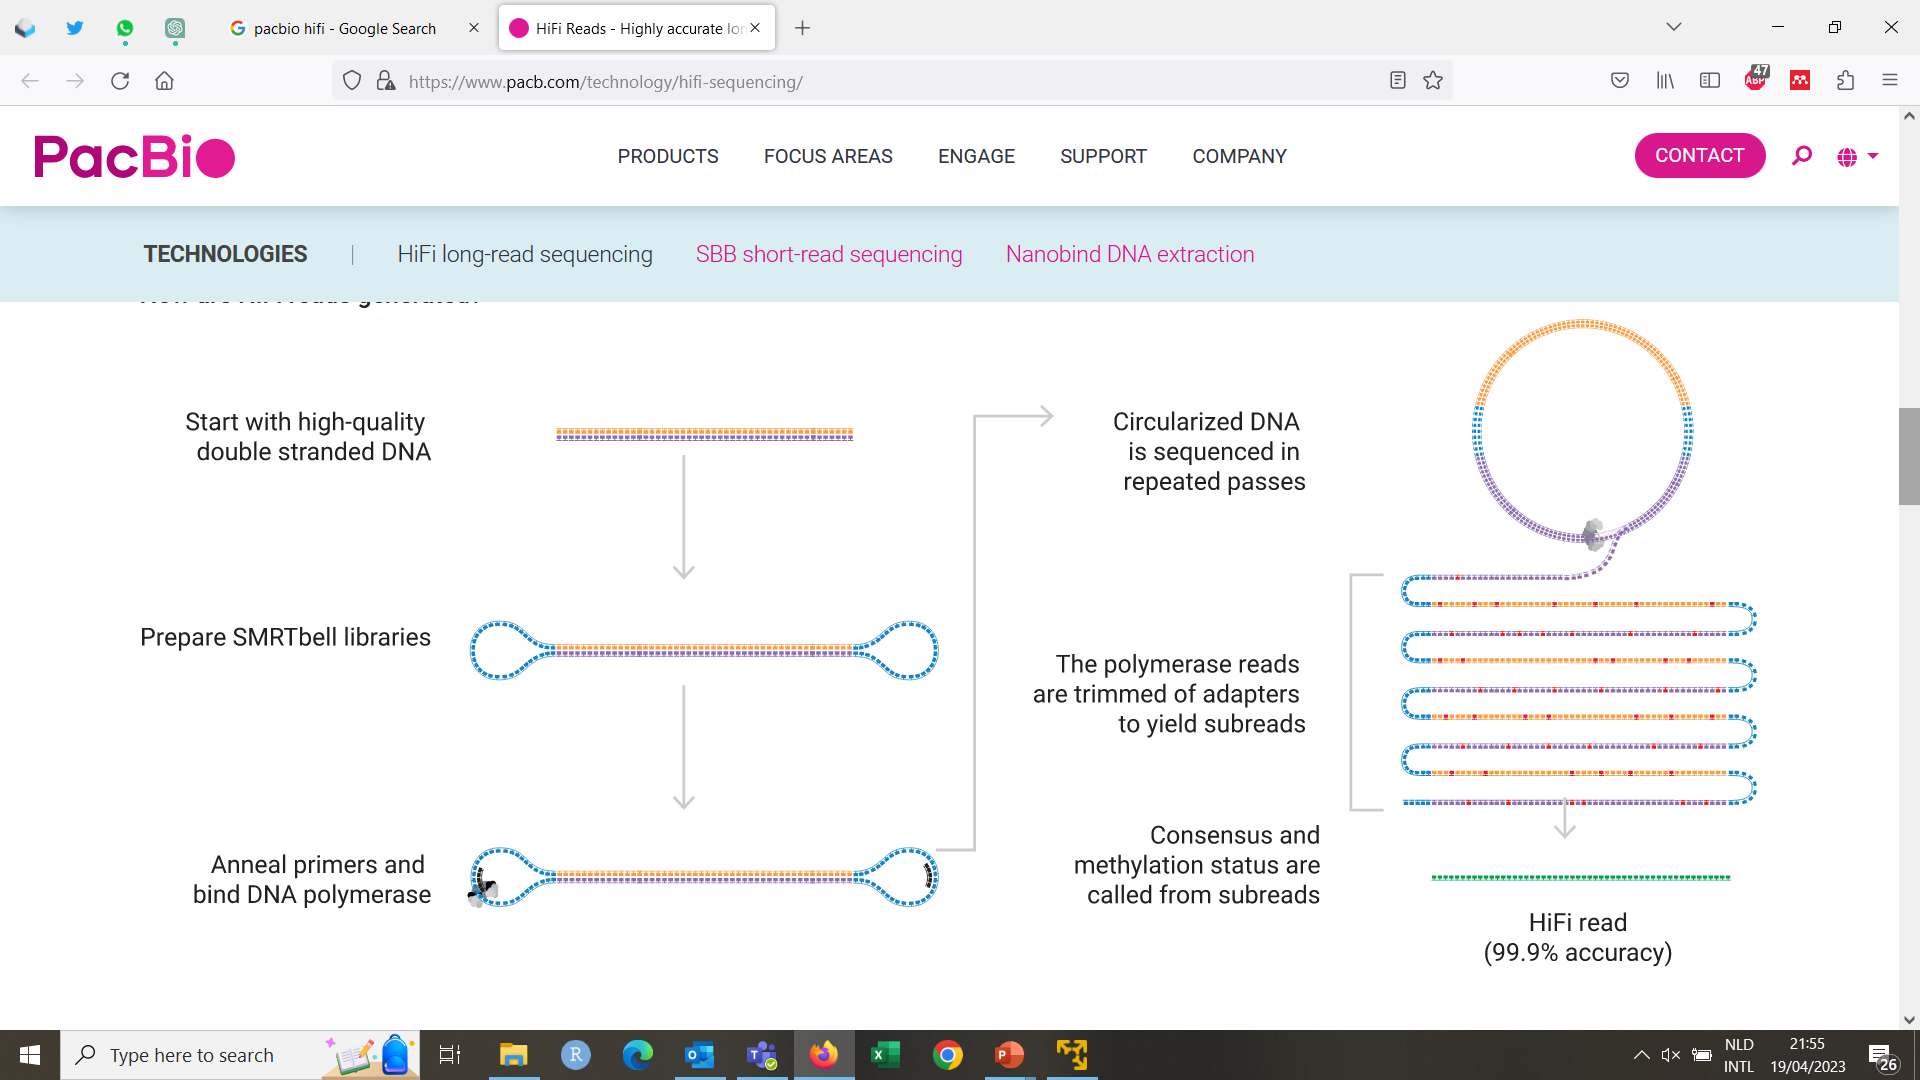 pacbio hifi - Google Search
HiFi Reads - Highly accurate lon
https://www.pacb.com/technology/hifi-sequencing/
47
ABP
PacBio
PRODUCTS
FOCUS AREAS
ENGAGE
SUPPORT
COMPANY
CONTACT
TECHNOLOGIES | HiFi long-read sequencing
SBB short-read sequencing
Nanobind DNA extraction
Start with high-quality
double stranded DNA
Prepare SMRTbell libraries
Anneal primers and
bind DNA polymerase
Circularized DNA
is sequenced in
repeated passes
The polymerase reads
are trimmed of adapters
to yield subreads
Consensus and
methylation status are
called from subreads
HiFi read
(99.9% accuracy)
Type here to search
NLD
INTL
21:55
19/04/2023
26